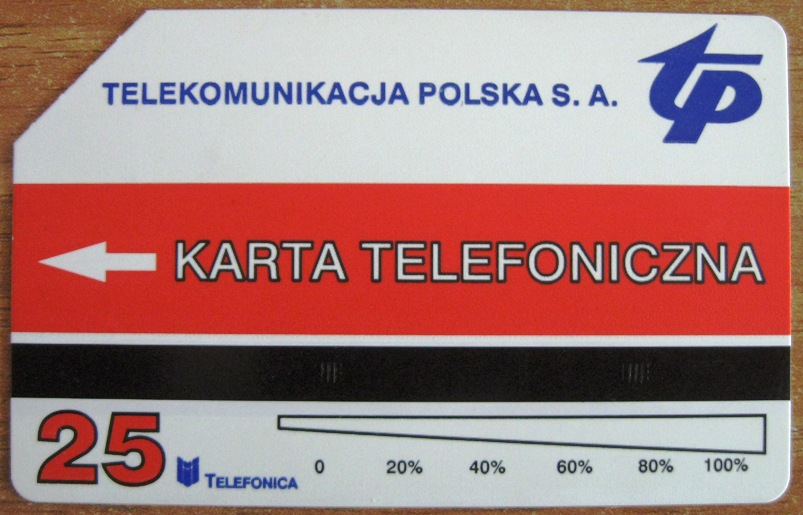 TELEKOMUNIKACJA POLSKA S. A.
tp
KARTA TELEFONICZNA
25
TELEFONICA
0 20% 40% 60% 80% 100%